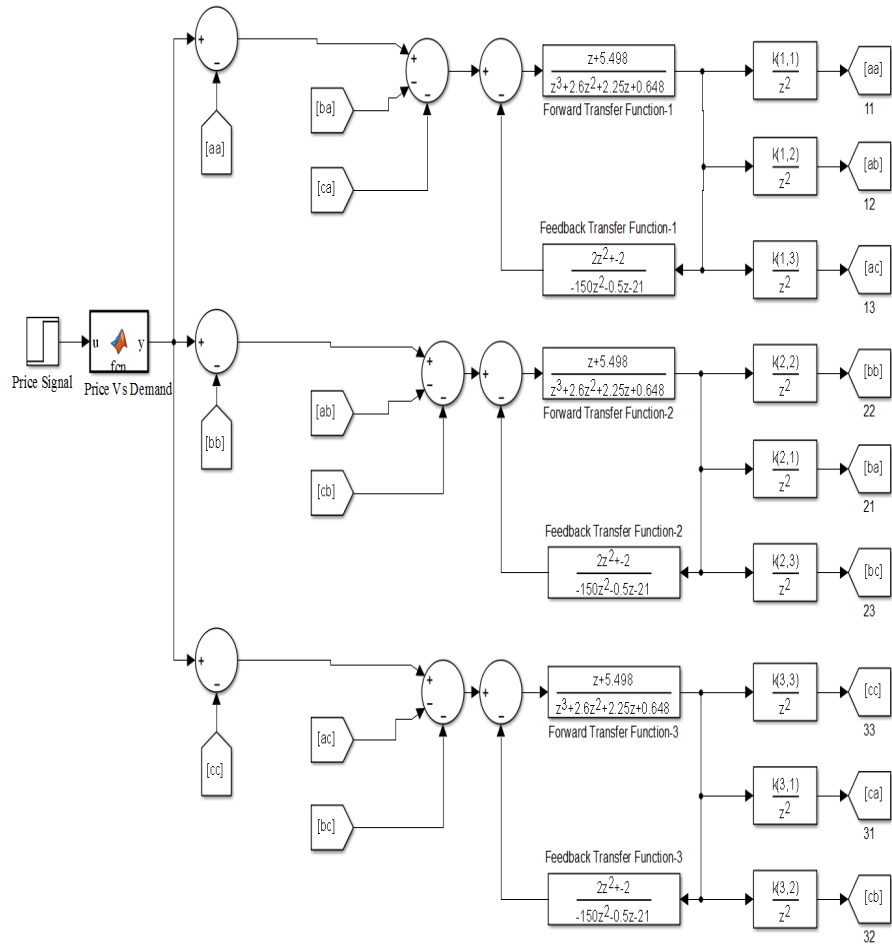 z+5.498
z³+2.6z²+2.25z+0.648
Forward Transfer Function-1
k(1,1)
z²
[aa]
11
[ba]
[aa]
[ca]
k(1,2)
z²
[ab]
12
Feedback Transfer Function-1
2z²+-2
-150z²-0.5z-21
k(1,3)
z²
[ac]
13
u
fcn
y
Price Signal
Price Vs Demand
z+5.498
z³+2.6z²+2.25z+0.648
Forward Transfer Function-2
k(2,2)
z²
[bb]
22
[ab]
[bb]
[cb]
k(2,1)
z²
[ba]
21
Feedback Transfer Function-2
2z²+-2
-150z²-0.5z-21
k(2,3)
z²
[bc]
23
z+5.498
z³+2.6z²+2.25z+0.648
Forward Transfer Function-3
k(3,3)
z²
[cc]
33
[ac]
[cc]
[bc]
k(3,1)
z²
[ca]
31
Feedback Transfer Function-3
2z²+-2
-150z²-0.5z-21
k(3,2)
z²
[cb]
32